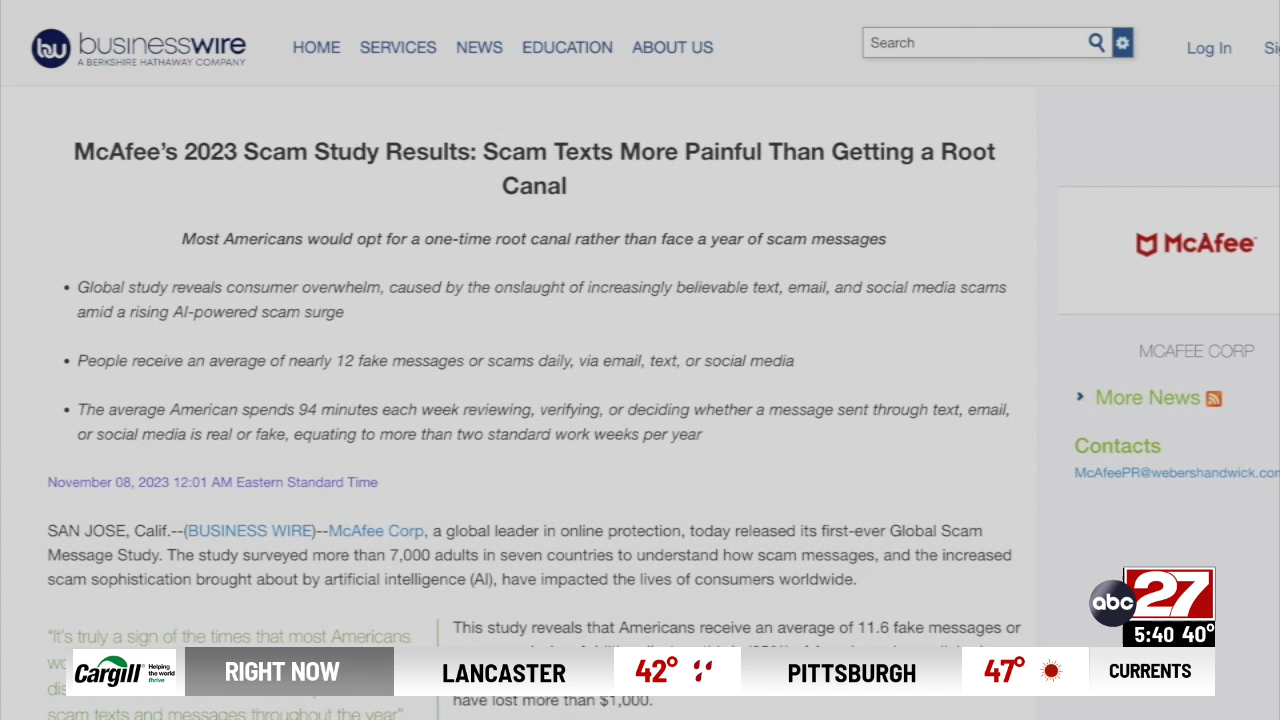 businesswire
A BERKSHIRE HATHAWAY COMPANY
HOME SERVICES NEWS EDUCATION ABOUT US
Search
Log In
McAfee's 2023 Scam Study Results: Scam Texts More Painful Than Getting a Root
Canal
Most Americans would opt for a one-time root canal rather than face a year of scam messages
• Global study reveals consumer overwhelm, caused by the onslaught of increasingly believable text, email, and social media scams
amid a rising AI-powered scam surge
• People receive an average of nearly 12 fake messages or scams daily, via email, text, or social media
• The average American spends 94 minutes each week reviewing, verifying, or deciding whether a message sent through text, email,
or social media is real or fake, equating to more than two standard work weeks per year
November 08, 2023 12:01 AM Eastern Standard Time
SAN JOSE, Calif.--(BUSINESS WIRE)--McAfee Corp, a global leader in online protection, today released its first-ever Global Scam
Message Study. The study surveyed more than 7,000 adults in seven countries to understand how scam messages, and the increased
scam sophistication brought about by artificial intelligence (AI), have impacted the lives of consumers worldwide.
"It's truly a sign of the times that most Americans
scam texts and messages throughout the year"
This study reveals that Americans receive an average of 11.6 fake messages or
have lost more than $1,000.
McAfee
MCAFEE CORP
More News
Contacts
McAfeePR@webershandwick.com
abc 27
5:40 40°
Cargill Helping the world thrive
RIGHT NOW LANCASTER 42° PITTSBURGH 47° CURRENTS